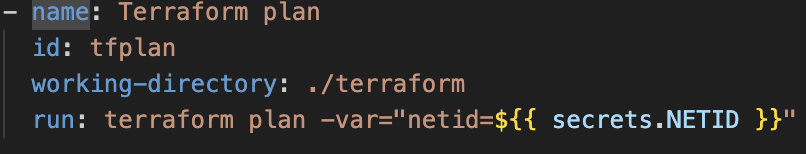 - name: Terraform plan
id: tfplan
working-directory: ./terraform
run: terraform plan -var="netid=${{ secrets.NETID }}"